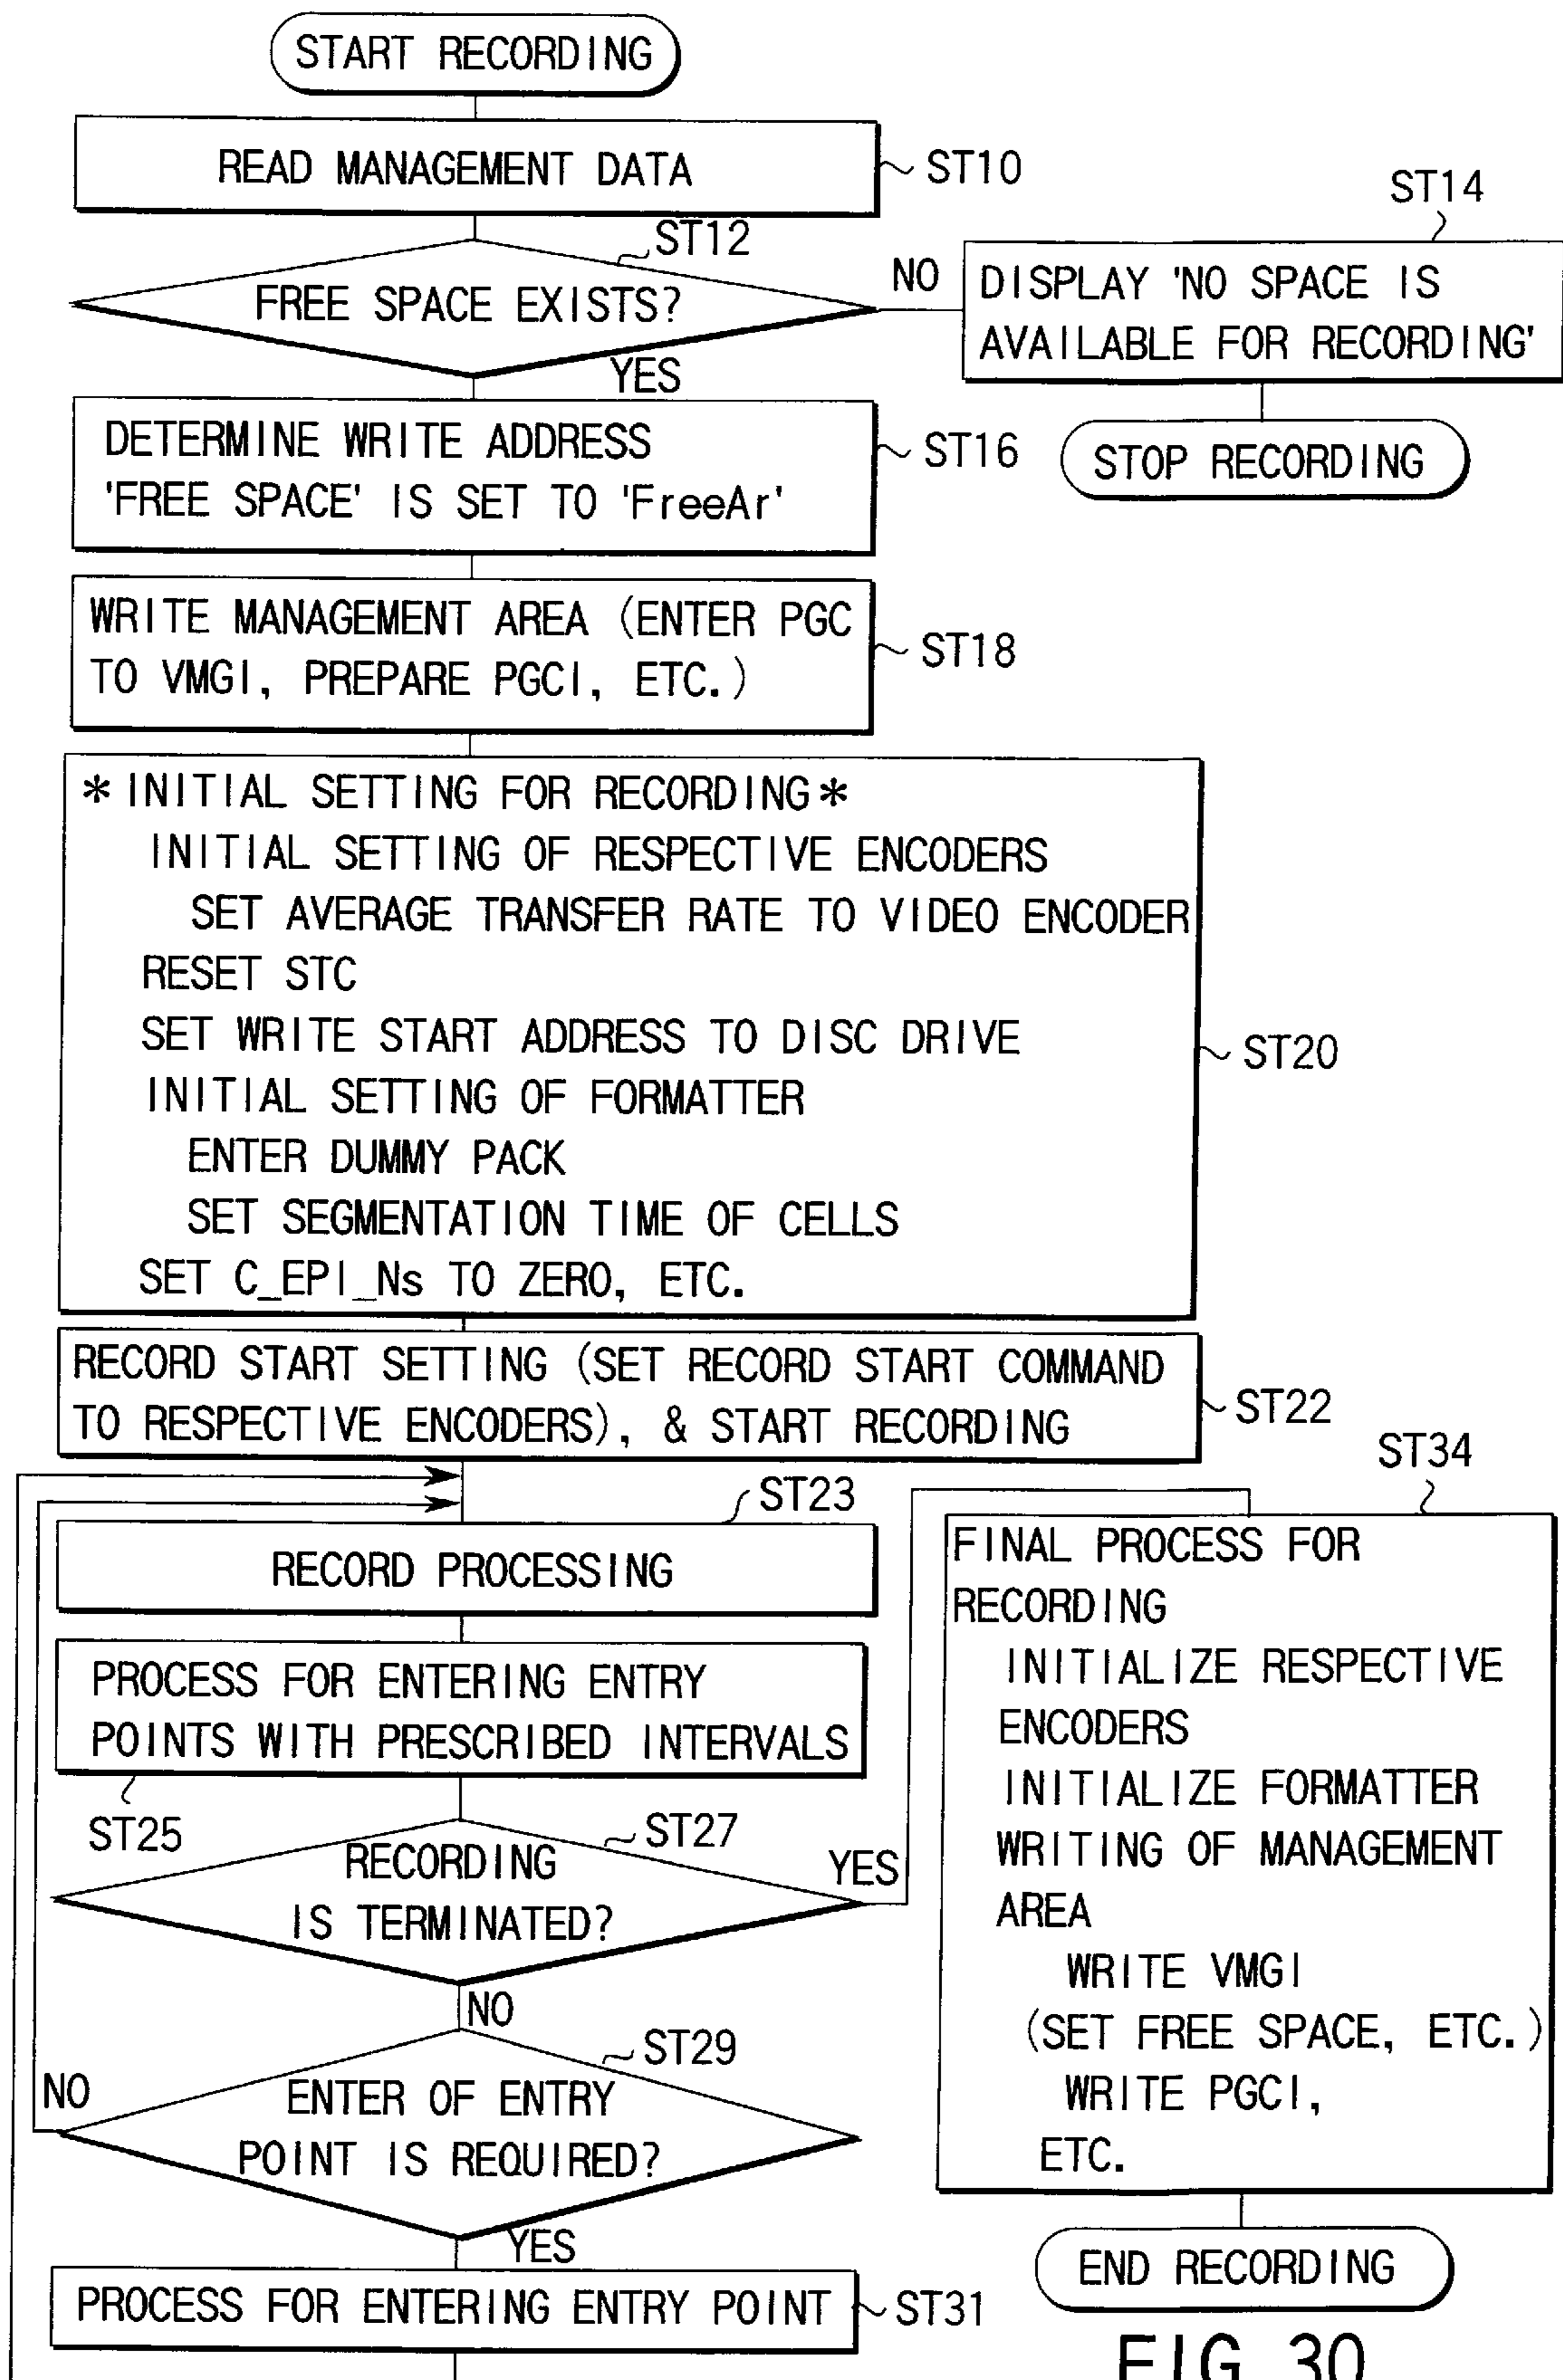 START RECORDING
READ MANAGEMENT DATA
ST10
ST12
FREE SPACE EXISTS?
NO
YES
ST14
DISPLAY 'NO SPACE IS
AVAILABLE FOR RECORDING'
STOP RECORDING
DETERMINE WRITE ADDRESS
'FREE SPACE' IS SET TO 'FreeAr'
ST16
WRITE MANAGEMENT AREA (ENTER PGC
TO VMGI, PREPARE PGCI, ETC.)
ST18
* INITIAL SETTING FOR RECORDING *
INITIAL SETTING OF RESPECTIVE ENCODERS
SET AVERAGE TRANSFER RATE TO VIDEO ENCODER
RESET STC
SET WRITE START ADDRESS TO DISC DRIVE
INITIAL SETTING OF FORMATTER
ENTER DUMMY PACK
SET SEGMENTATION TIME OF CELLS
SET C_EPI_Ns TO ZERO, ETC.
ST20
RECORD START SETTING (SET RECORD START COMMAND
TO RESPECTIVE ENCODERS), & START RECORDING
ST22
ST23
RECORD PROCESSING
PROCESS FOR ENTERING ENTRY
POINTS WITH PRESCRIBED INTERVALS
ST25
ST27
RECORDING
IS TERMINATED?
YES
NO
ST29
ENTER OF ENTRY
POINT IS REQUIRED?
NO
YES
PROCESS FOR ENTERING ENTRY POINT
ST31
ST34
FINAL PROCESS FOR
RECORDING
INITIALIZE RESPECTIVE
ENCODERS
INITIALIZE FORMATTER
WRITING OF MANAGEMENT
AREA
WRITE VMGI
(SET FREE SPACE, ETC.)
WRITE PGCI,
ETC.
END RECORDING
FIG. 30